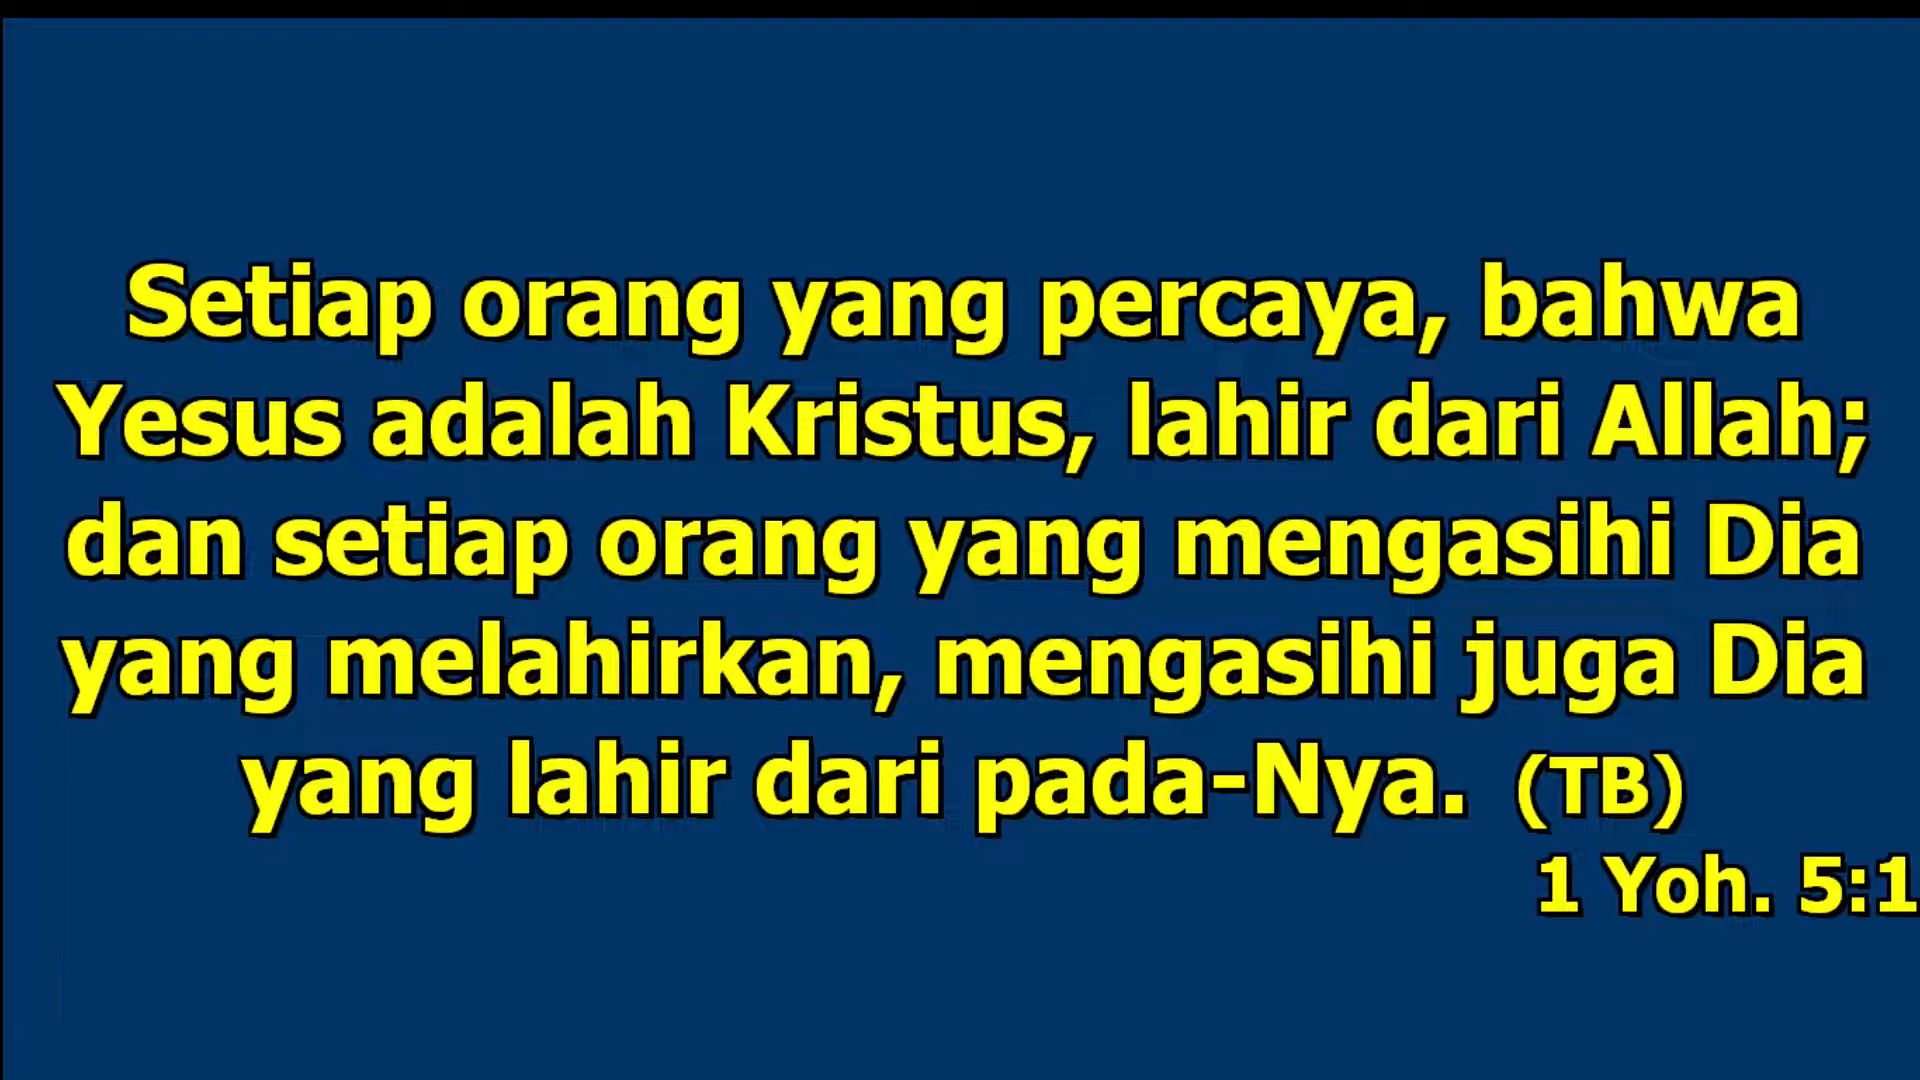 Setiap orang yang percaya, bahwa
Yesus adalah Kristus, lahir dari Allah;
dan setiap orang yang mengasihi Dia
yang melahirkan, mengasihi juga Dia
yang lahir dari pada-Nya. (TB)
1 Yoh. 5:1